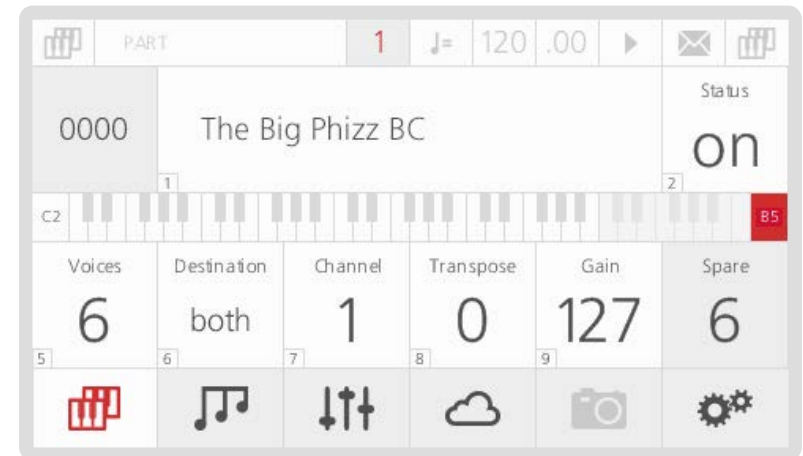 PART 1 ♩= 120 .00
0000 The Big Phizz BC
Status
on
1 2
C2 B5
Voices Destination Channel Transpose Gain Spare
6 both 1 0 127 6
5 6 7 8 9